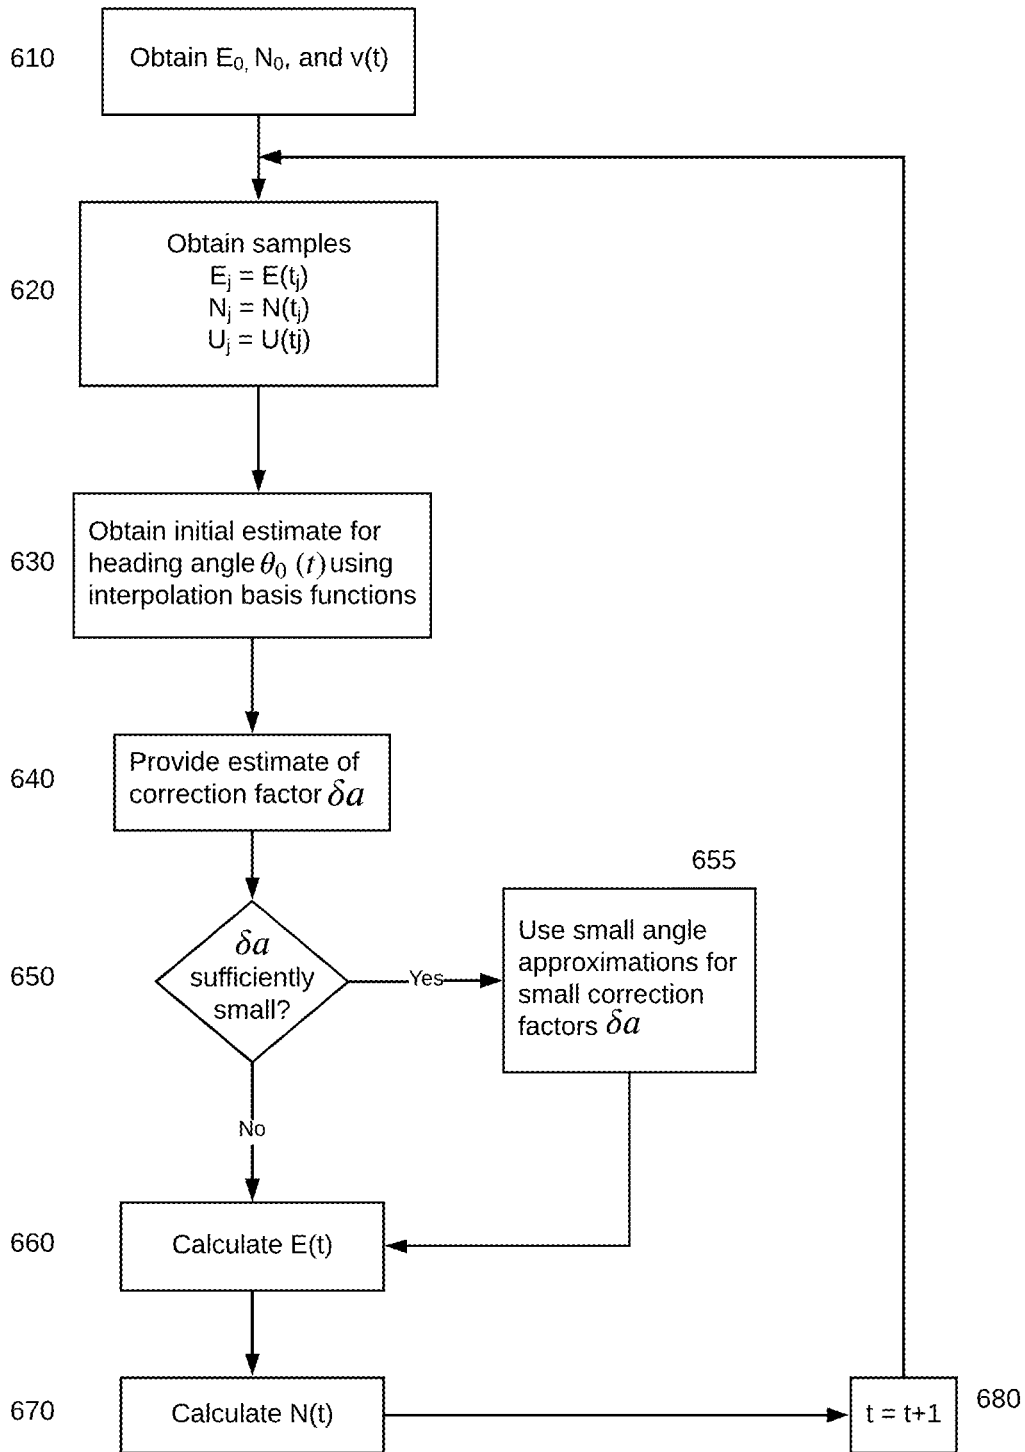 610
Obtain E₀, N₀, and v(t)
620
Obtain samples
Eⱼ = E(tⱼ)
Nⱼ = N(tⱼ)
Uⱼ = U(tj)
630
Obtain initial estimate for
heading angle θ₀ (t) using
interpolation basis functions
640
Provide estimate of
correction factor δa
650
δa
sufficiently
small?
Yes
655
Use small angle
approximations for
small correction
factors δa
No
660
Calculate E(t)
670
Calculate N(t)
t = t+1
680